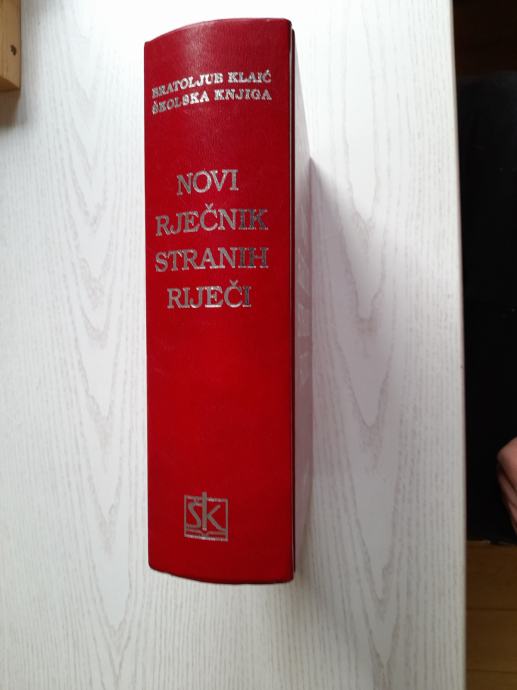 BRATOLJUB KLAIĆ
ŠKOLSKA KNJIGA
NOVI
RJEČNIK
STRANIH
RIJEČI
ŠK